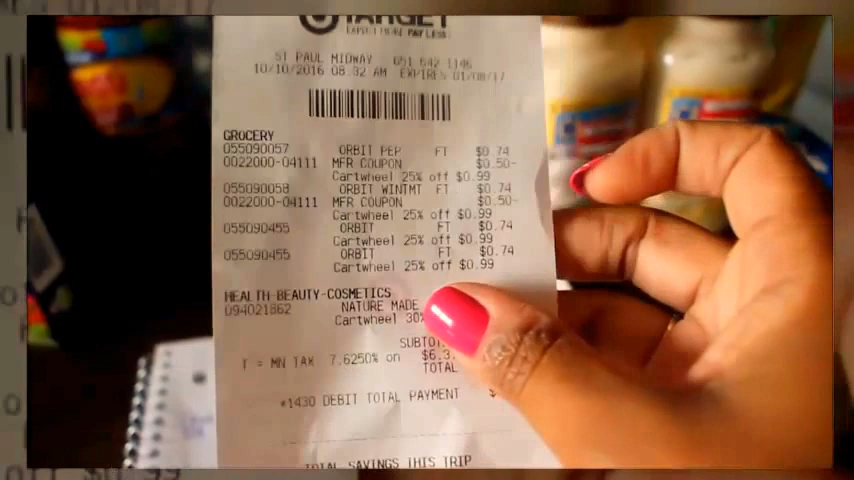 TARGET
EXPECT MORE PAY LESS.
ST PAUL MIDWAY 651 642 1146
10/10/2016 08:32 AM EXPIRES 01/08/17
GROCERY
055090057 ORBIT PEP FT $0.74
0022000-04111 MFR COUPON $0.50-
Cartwheel 25% off $0.99
055090058 ORBIT WINTMT FT $0.74
0022000-04111 MFR COUPON $0.50-
Cartwheel 25% off $0.99
055090455 ORBIT FT $0.74
Cartwheel 25% off $0.99
055090455 ORBIT FT $0.74
Cartwheel 25% off $0.99
HEALTH-BEAUTY-COSMETICS
094021862 NATURE MADE
Cartwheel 30%
SUBTOT
T = MN TAX 7.6250% on $6.3
TOTAL
*1430 DEBIT TOTAL PAYMENT $
TOTAL SAVINGS THIS TRIP